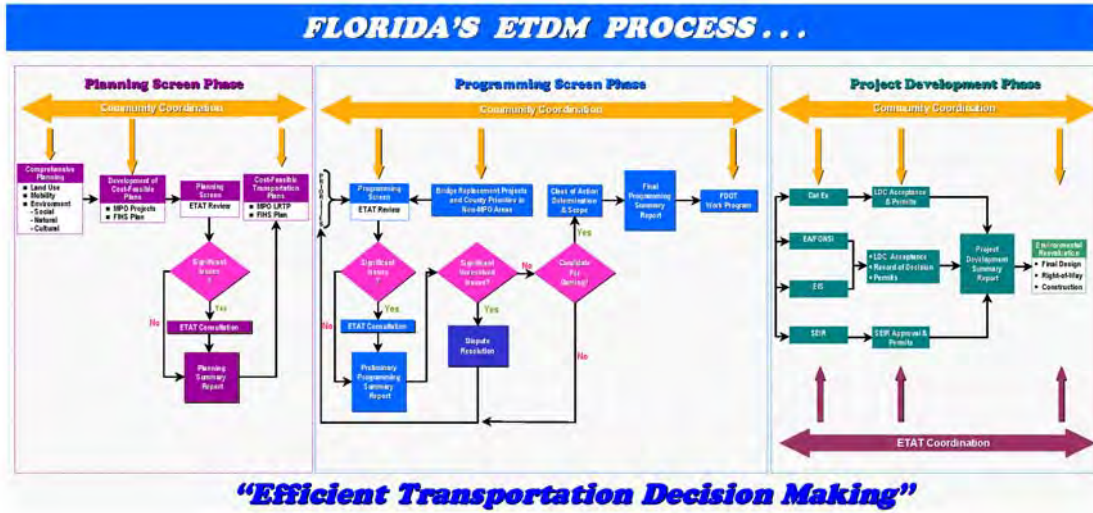 FLORIDA'S ETDM PROCESS . . .
Planning Screen Phase
Community Coordination
Comprehensive
Planning
Land Use
Mobility
Environment
- Social
- Natural
- Cultural
Development of
Cost-Feasible
Plans
MPO Projects
FIHS Plan
Planning
Screen
ETAT Review
Cost-Feasible
Transportation
Plans
MPO LRTP
FIHS Plan
Significant
Issues
?
No
Yes
ETAT Consultation
Planning
Summary
Report
Programming Screen Phase
Community Coordination
Programming
Screen
ETAT Review
Bridge Replacement Projects
and County Priorities in
Non-MPO Areas
Class of Action
Determination
& Scope
Final
Programming
Summary
Report
FDOT
Work Program
Significant
Issues
?
No
Yes
ETAT Consultation
Preliminary
Programming
Summary
Report
Significant
Unresolved
Issues?
No
Yes
Dispute
Resolution
Candidate
For
Yes
No
Project Development Phase
Community Coordination
Cat Ex
LDC Acceptance
& Permits
EA/FONSI
EIS
LDC Acceptance
Record of Decision
Permits
SEIR
SEIR Approval &
Permits
Project
Development
Summary
Report
Environmental
Reevaluation
Final Design
Right-of-Way
Construction
ETAT Coordination
"Efficient Transportation Decision Making"